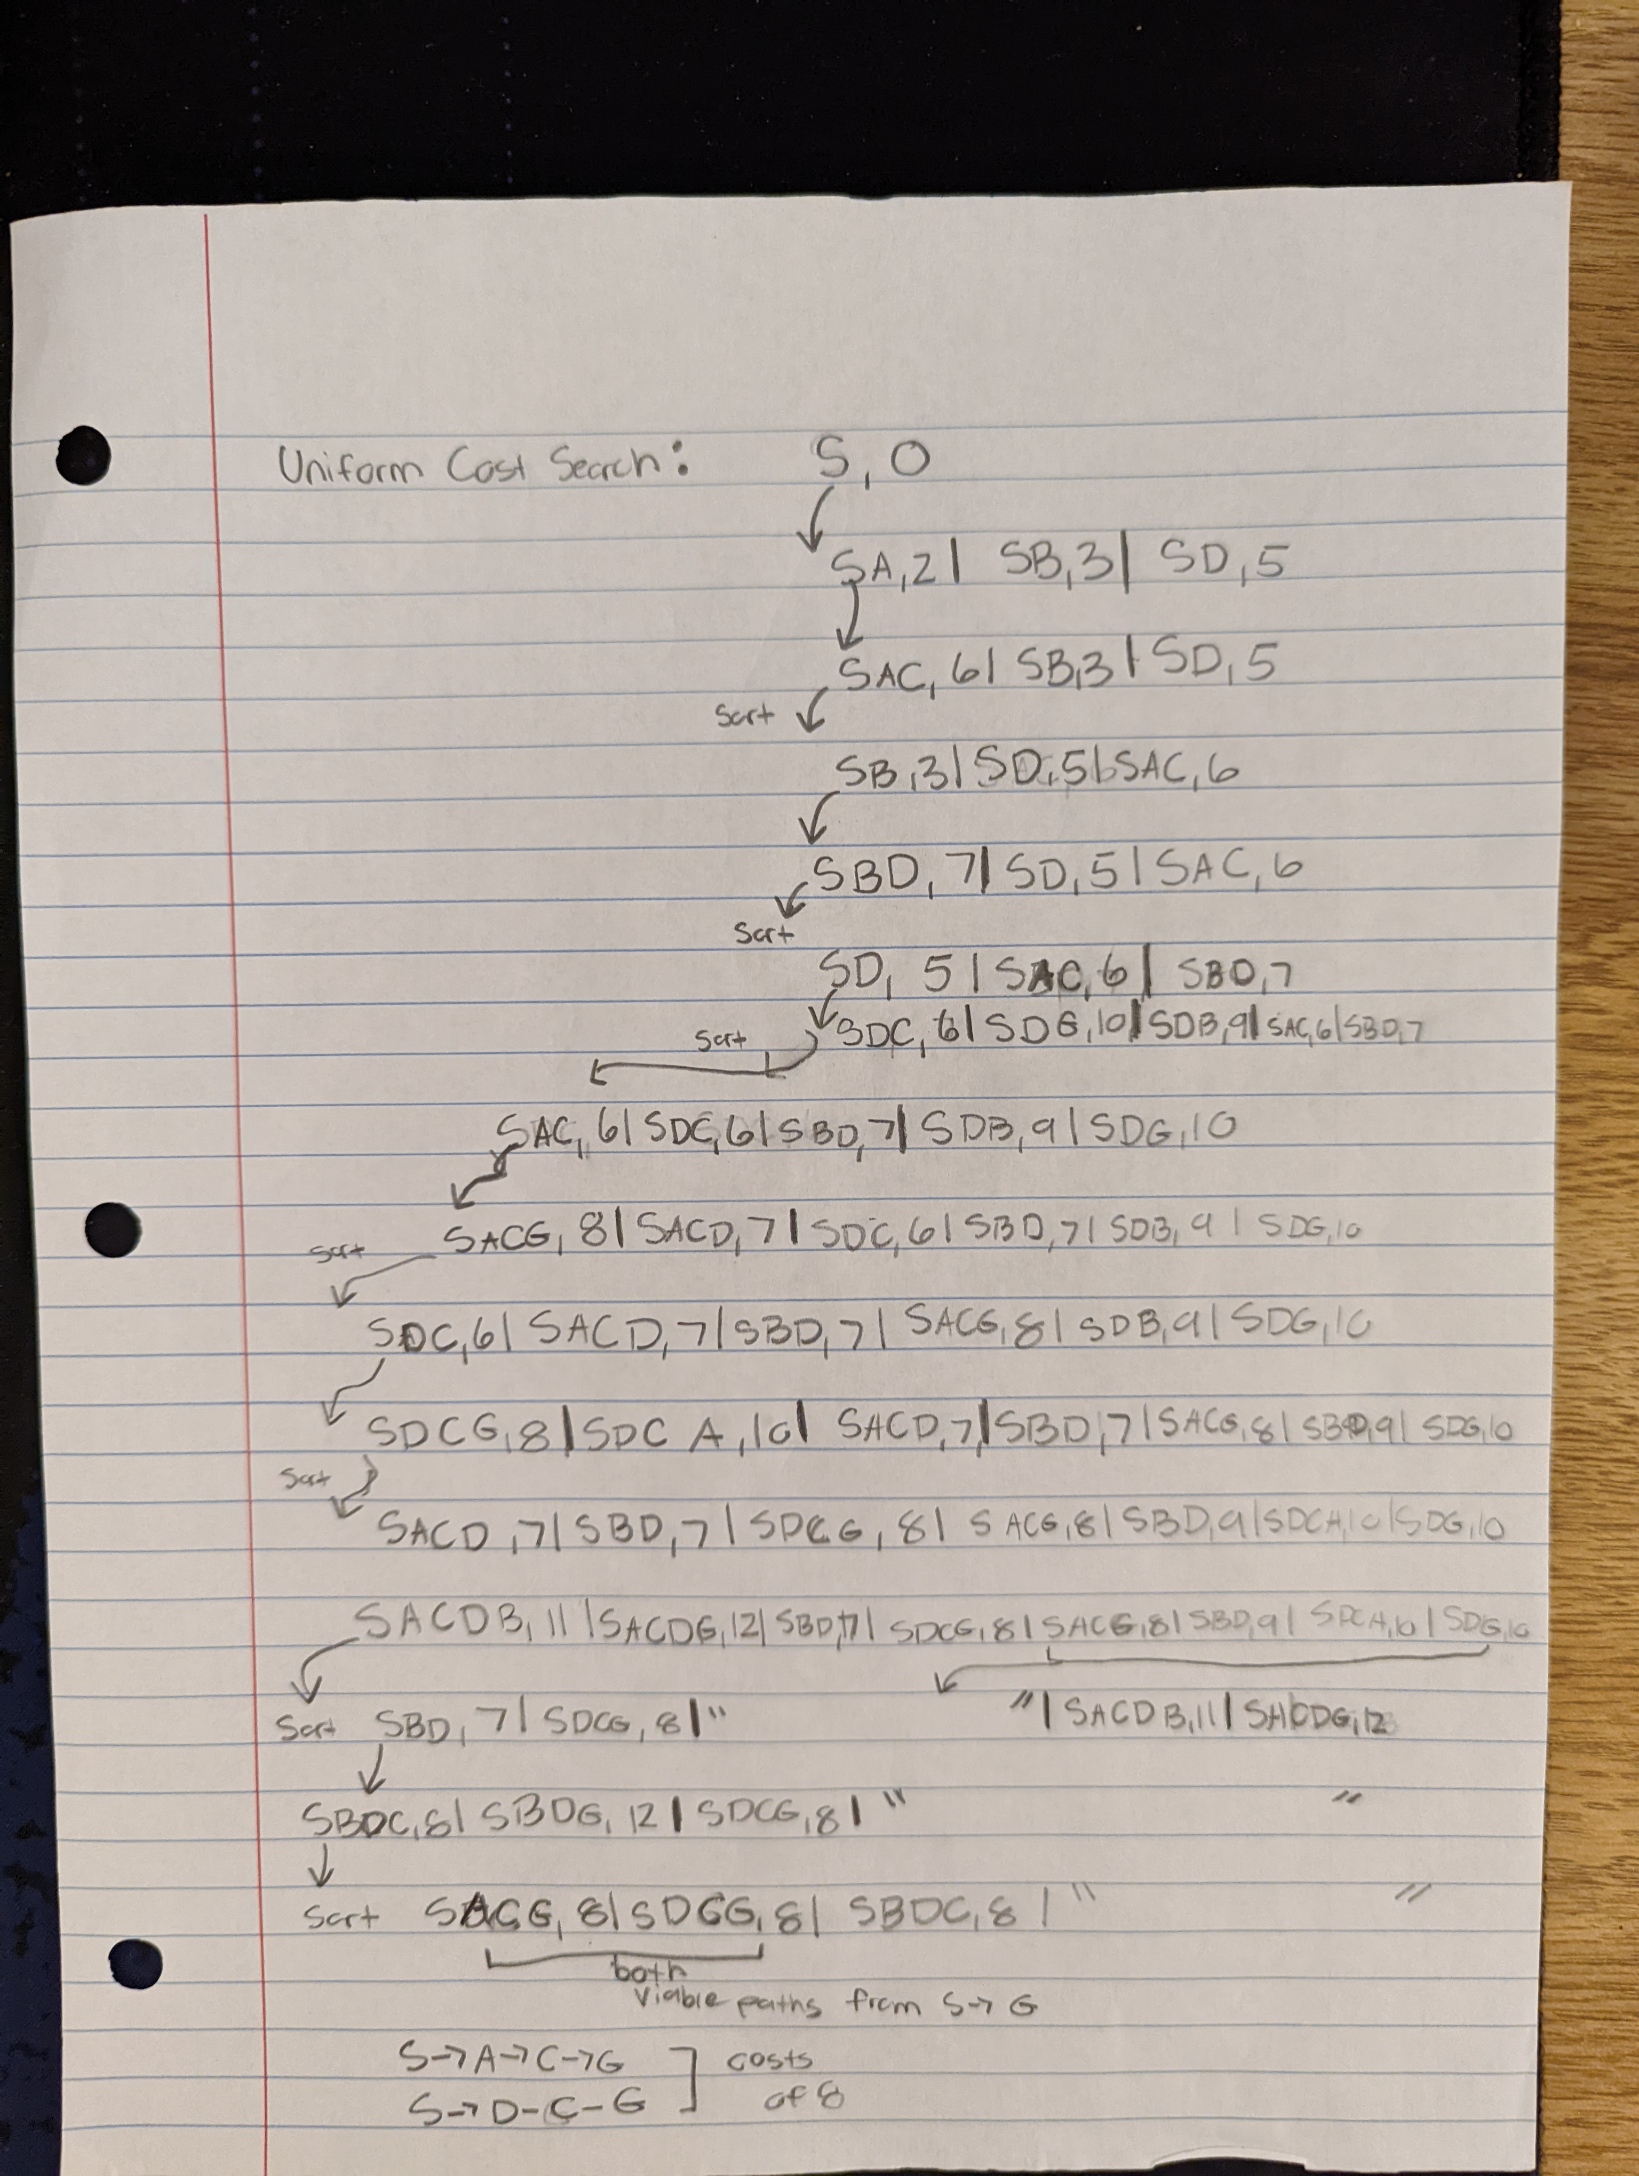 Uniform Cost Search: S, 0
SA, 2 | SB, 3 | SD, 5
SAC, 6 | SB, 3 | SD, 5
Sort
SB, 3 | SD, 5 | SAC, 6
SBD, 7 | SD, 5 | SAC, 6
Sort
SD, 5 | SAC, 6 | SBD, 7
Sort SDC, 6 | SDG, 10 | SDB, 9 | SAC, 6 | SBD, 7
SAC, 6 | SDC, 6 | SBD, 7 | SDB, 9 | SDG, 10
Sort SACG, 8 | SACD, 7 | SDC, 6 | SBD, 7 | SDB, 9 | SDG, 10
SDC, 6 | SACD, 7 | SBD, 7 | SACG, 8 | SDB, 9 | SDG, 10
SDCG, 8 | SDCA, 10 | SACD, 7 | SBD, 7 | SACG, 8 | SBD, 9 | SDG, 10
Sort
SACD, 7 | SBD, 7 | SDCG, 8 | SACG, 8 | SBD, 9 | SDCA, 10 | SDG, 10
SACDB, 11 | SACDG, 12 | SBD, 7 | SDCG, 8 | SACG, 8 | SBD, 9 | SDCA, 10 | SDG, 10
Sort SBD, 7 | SDCG, 8 | " " | SACDB, 11 | SACDG, 12
SBDC, 8 | SBDG, 12 | SDCG, 8 | " "
Sort SACG, 8 | SDCG, 8 | SBDC, 8 | " "
both
viable paths from S→G
S→A→C→G ] costs
S→D-C-G of 8